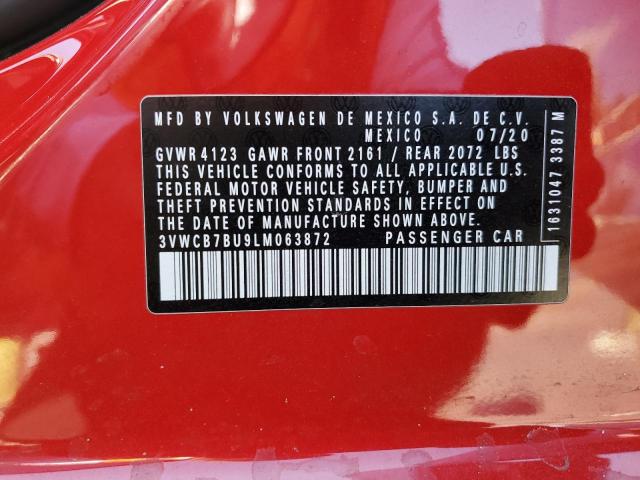 MFD BY VOLKSWAGEN DE MEXICO S.A. DE C.V.
MEXICO 07/20
GVWR 4123 GAWR FRONT 2161 / REAR 2072 LBS
THIS VEHICLE CONFORMS TO ALL APPLICABLE U.S.
FEDERAL MOTOR VEHICLE SAFETY, BUMPER AND
THEFT PREVENTION STANDARDS IN EFFECT ON
THE DATE OF MANUFACTURE SHOWN ABOVE.
3VWCB7BU9LM063872 PASSENGER CAR
1631047 3387 M